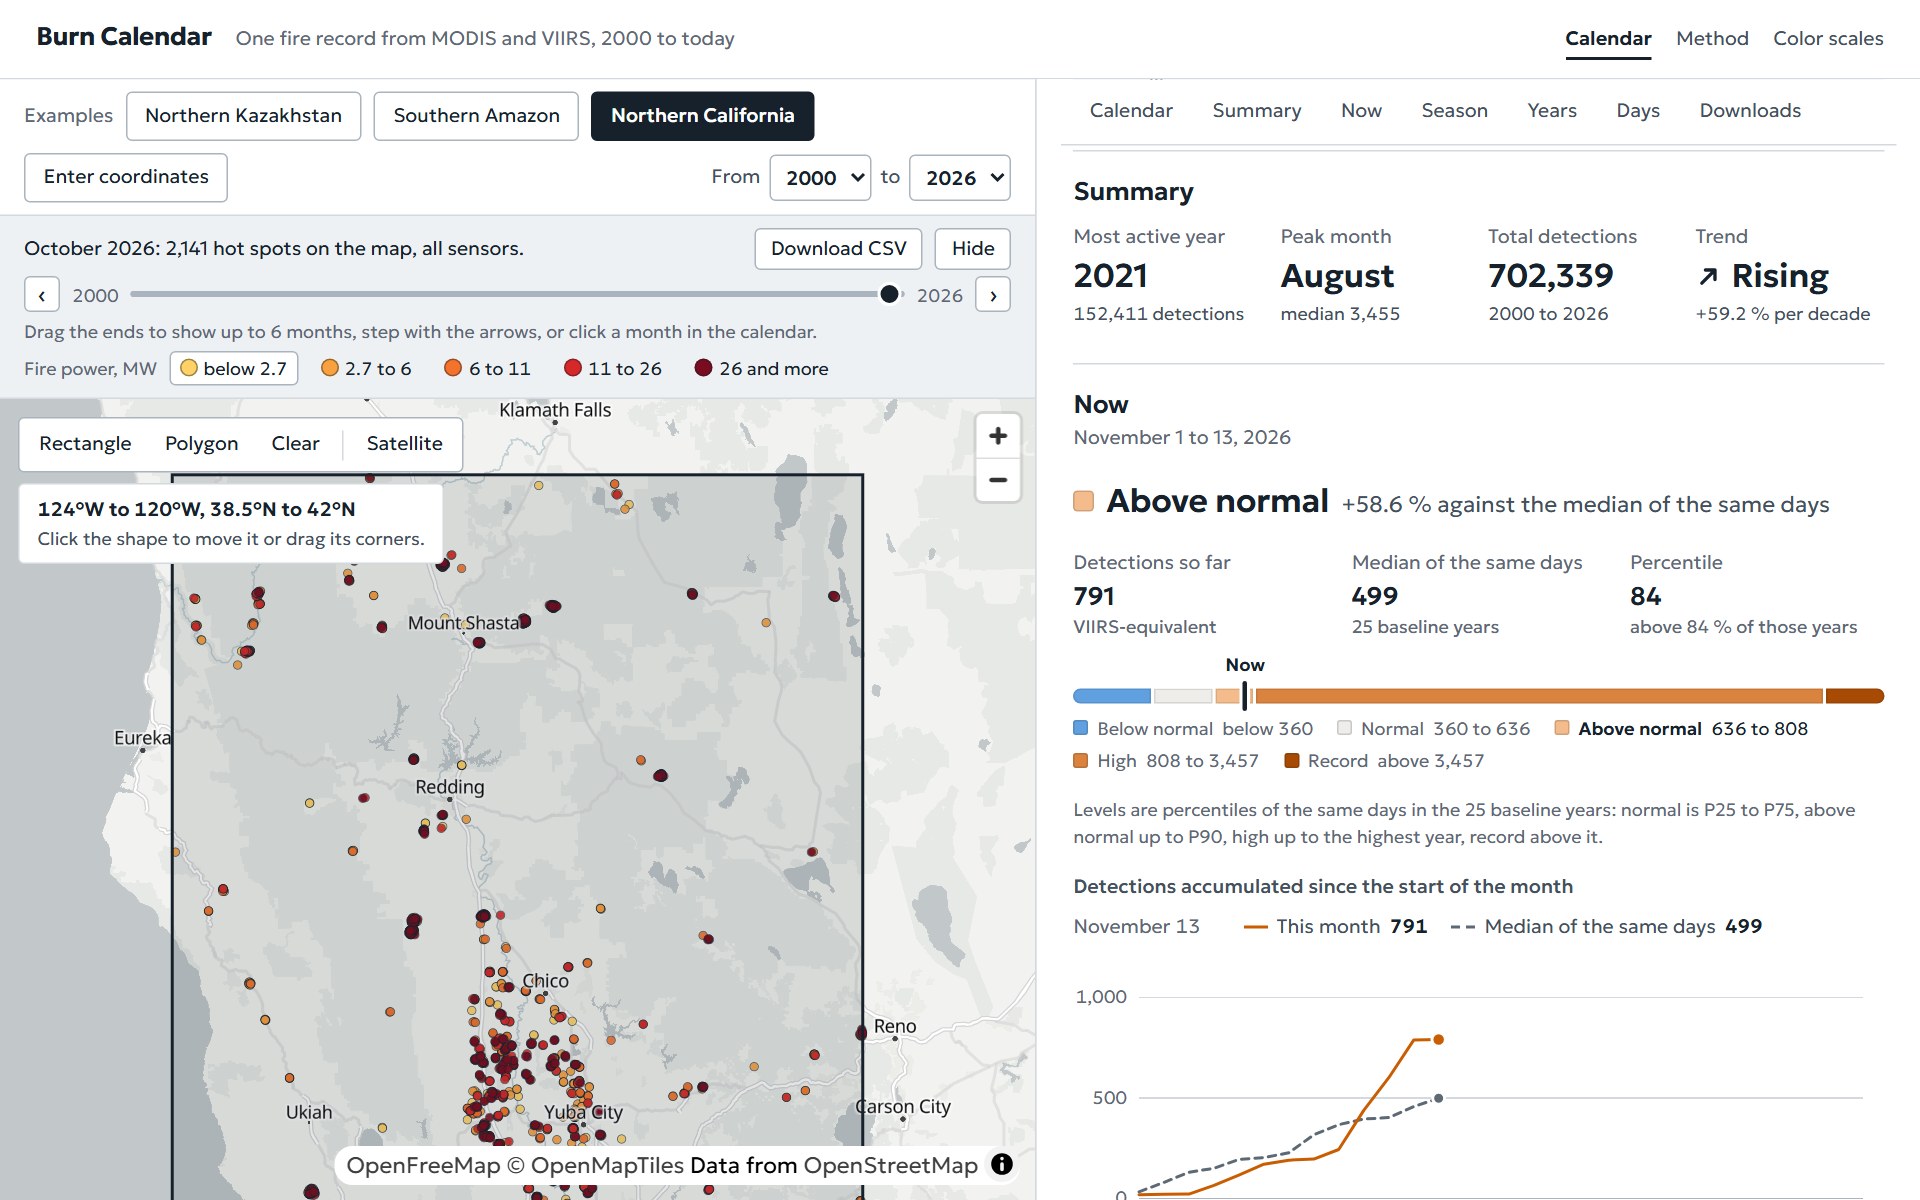 Burn Calendar
One fire record from MODIS and VIIRS, 2000 to today
Calendar
Method
Color scales
Examples
Northern Kazakhstan
Southern Amazon
Northern California
Enter coordinates
From 2000 to 2026
October 2026: 2,141 hot spots on the map, all sensors.
Download CSV
Hide
‹ 2000
2026 ›
Drag the ends to show up to 6 months, step with the arrows, or click a month in the calendar.
Fire power, MW
below 2.7
2.7 to 6
6 to 11
11 to 26
26 and more
Rectangle
Polygon
Clear
Satellite
+
−
124°W to 120°W, 38.5°N to 42°N
Click the shape to move it or drag its corners.
Klamath Falls
Mount Shasta
Eureka
Redding
Chico
Reno
Ukiah
Yuba City
Carson City
OpenFreeMap © OpenMapTiles Data from OpenStreetMap
Calendar
Summary
Now
Season
Years
Days
Downloads
Summary
Most active year
2021
152,411 detections
Peak month
August
median 3,455
Total detections
702,339
2000 to 2026
Trend
↗ Rising
+59.2 % per decade
Now
November 1 to 13, 2026
Above normal +58.6 % against the median of the same days
Detections so far
791
VIIRS-equivalent
Median of the same days
499
25 baseline years
Percentile
84
above 84 % of those years
Now
Below normal below 360
Normal 360 to 636
Above normal 636 to 808
High 808 to 3,457
Record above 3,457
Levels are percentiles of the same days in the 25 baseline years: normal is P25 to P75, above
normal up to P90, high up to the highest year, record above it.
Detections accumulated since the start of the month
November 13
This month 791
Median of the same days 499
1,000
500
0